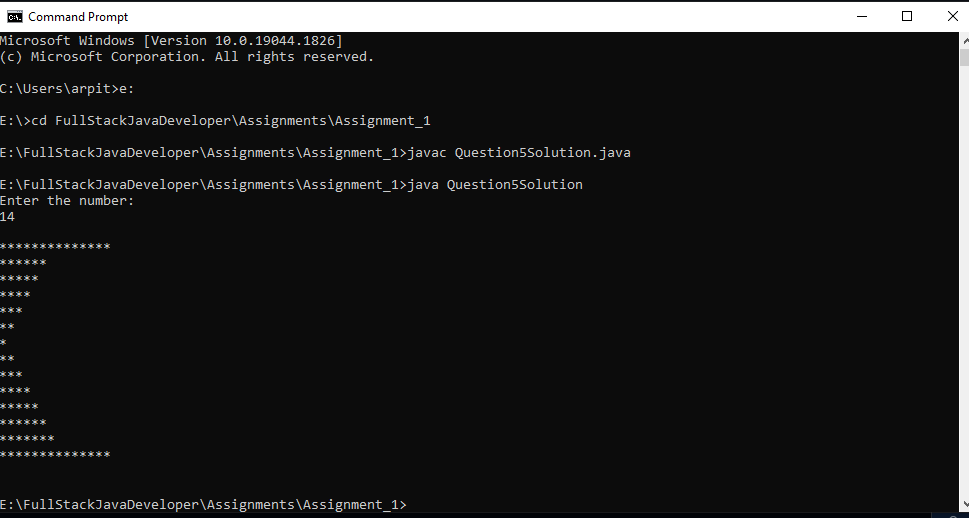 Command Prompt
Microsoft Windows [Version 10.0.19044.1826]
(c) Microsoft Corporation. All rights reserved.
C:\Users\arpit>e:
E:\>cd FullStackJavaDeveloper\Assignments\Assignment_1
E:\FullStackJavaDeveloper\Assignments\Assignment_1>javac Question5Solution.java
E:\FullStackJavaDeveloper\Assignments\Assignment_1>java Question5Solution
Enter the number:
14
**************
******
*****
****
***
**
*
**
***
****
*****
******
*******
**************
E:\FullStackJavaDeveloper\Assignments\Assignment_1>